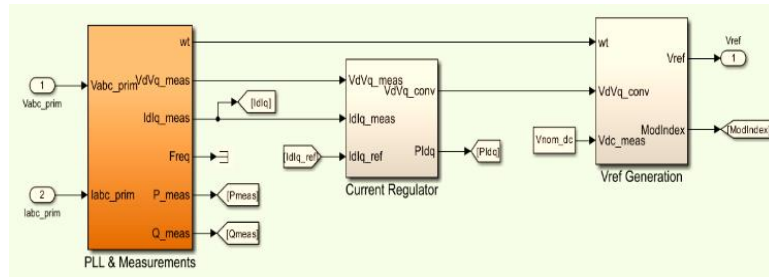 wt
Vabc_prim
VdVq_meas
1
Vabc_prim
IdIq_meas
[IdIq]
Freq
2
Iabc_prim
Iabc_prim
P_meas
[Pmeas]
Q_meas
[Qmeas]
PLL & Measurements
VdVq_meas
VdVq_conv
IdIq_meas
[IdIq_ref]
IdIq_ref
PIdq
[PIdq]
Current Regulator
wt
Vref
Vref
1
VdVq_conv
ModIndex
[ModIndex]
Vnom_dc
Vdc_meas
Vref Generation